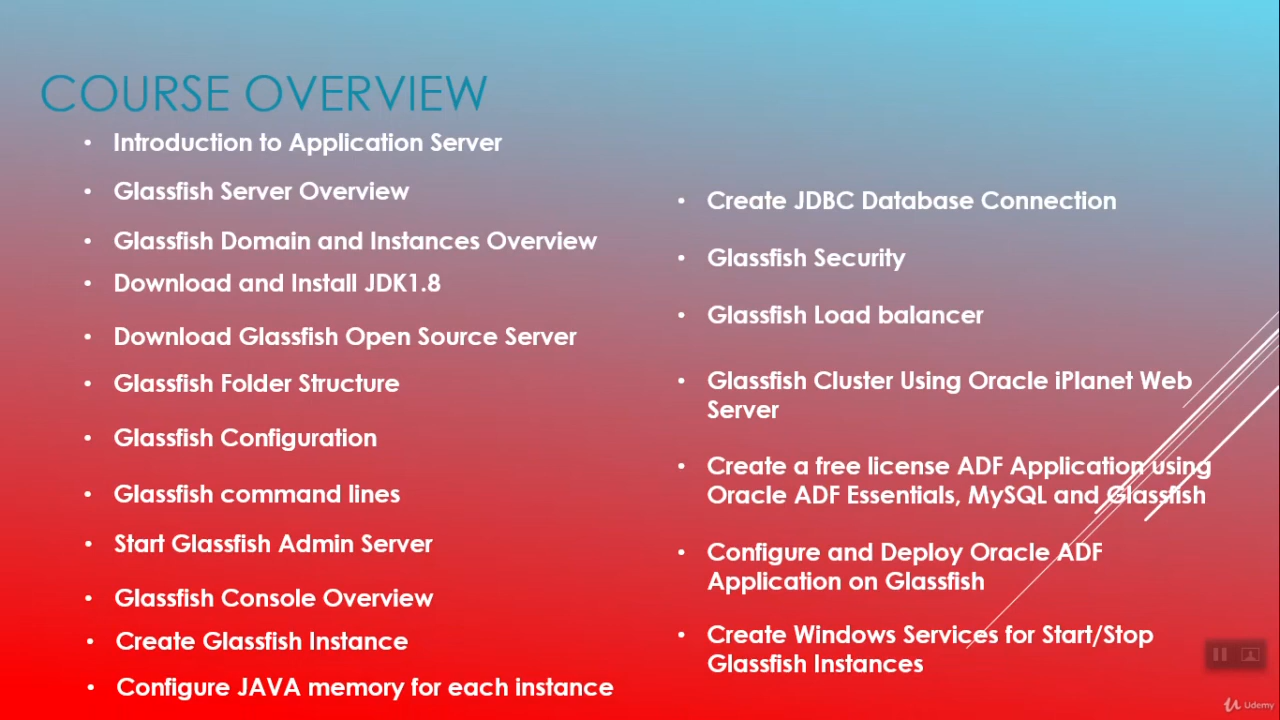 COURSE OVERVIEW
• Introduction to Application Server
• Glassfish Server Overview
• Glassfish Domain and Instances Overview
• Download and Install JDK1.8
• Download Glassfish Open Source Server
• Glassfish Folder Structure
• Glassfish Configuration
• Glassfish command lines
• Start Glassfish Admin Server
• Glassfish Console Overview
• Create Glassfish Instance
• Configure JAVA memory for each instance
• Create JDBC Database Connection
• Glassfish Security
• Glassfish Load balancer
• Glassfish Cluster Using Oracle iPlanet Web
Server
• Create a free license ADF Application using
Oracle ADF Essentials, MySQL and Glassfish
• Configure and Deploy Oracle ADF
Application on Glassfish
• Create Windows Services for Start/Stop
Glassfish Instances
Udemy